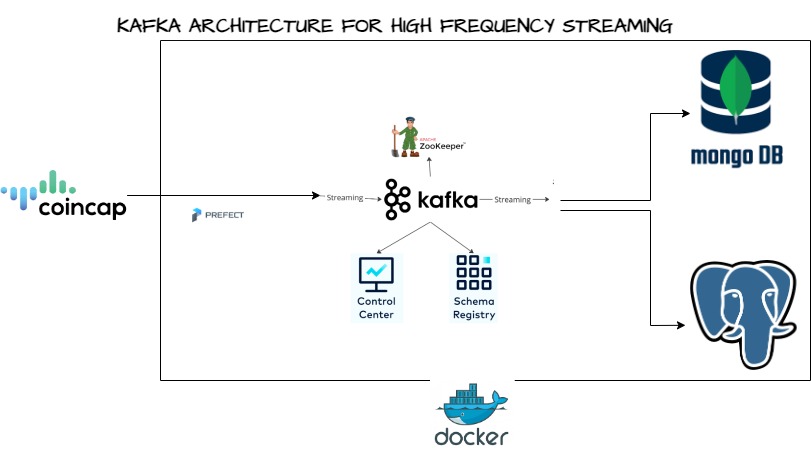 KAFKA ARCHITECTURE FOR HIGH FREQUENCY STREAMING
mongo DB
APACHE
ZooKeeper
coincap
PREFECT
Streaming
kafka
Streaming
Control
Center
Schema
Registry
docker